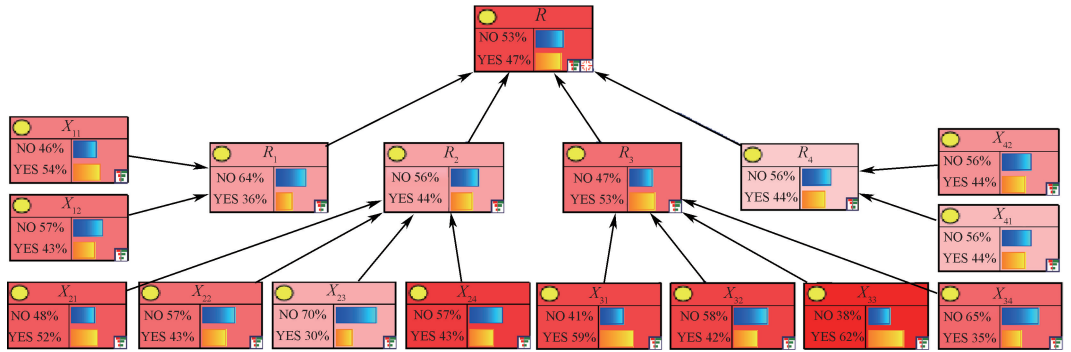 R
NO 53%
YES 47%
X11
NO 46%
YES 54%
X12
NO 57%
YES 43%
R1
NO 64%
YES 36%
R2
NO 56%
YES 44%
R3
NO 47%
YES 53%
R4
NO 56%
YES 44%
X42
NO 56%
YES 44%
X41
NO 56%
YES 44%
X21
NO 48%
YES 52%
X22
NO 57%
YES 43%
X23
NO 70%
YES 30%
X24
NO 57%
YES 43%
X31
NO 41%
YES 59%
X32
NO 58%
YES 42%
X33
NO 38%
YES 62%
X34
NO 65%
YES 35%